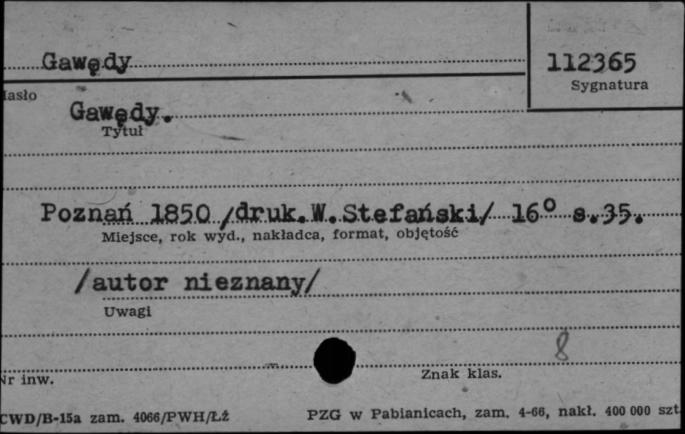 Gawędy
112365
Hasło
Sygnatura
Gawędy.
Tytuł
Poznań 1850 /druk.W.Stefański/ 16° s.35.
Miejsce, rok wyd., nakładca, format, objętość
/autor nieznany/
Uwagi
8
Nr inw.
Znak klas.
CWD/B-15a zam. 4066/PWH/ŁŻ
PZG w Pabianicach, zam. 4-66, nakł. 400 000 szt.